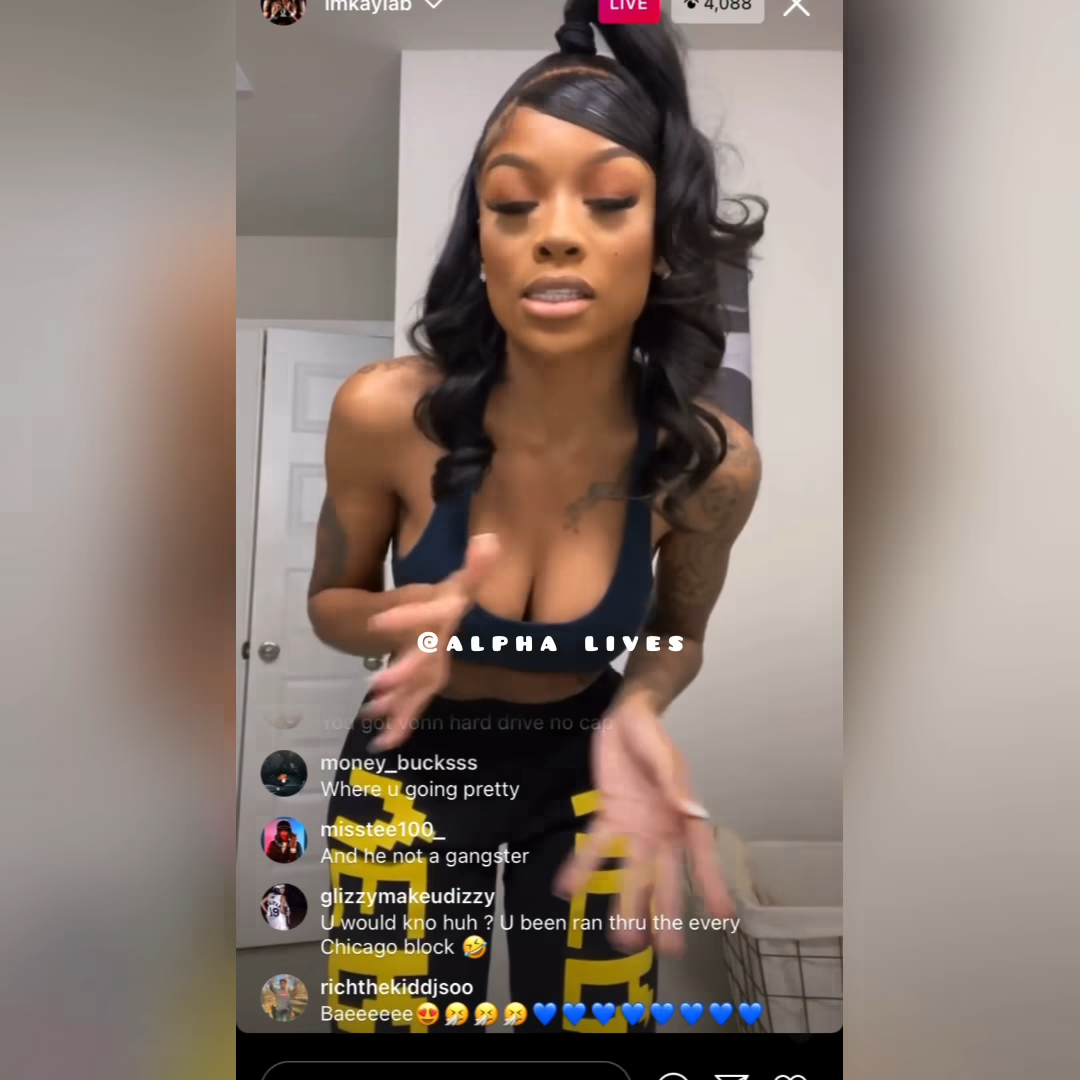 imkaylab
LIVE
4,088
@ALPHA LIVES
You got vonn hard drive no cap
money_bucksss
Where u going pretty
misstee100_
And he not a gangster
glizzymakeudizzy
U would kno huh ? U been ran thru the every
Chicago block 🤣
richthekiddjsoo
Baeeeeee😍🤧🤧🤧💙💙💙💙💙💙💙💙